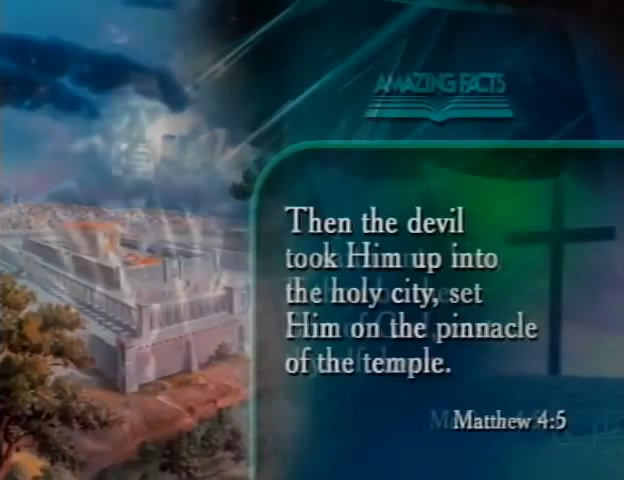 AMAZING FACTS
Then the devil
took Him up into
the holy city, set
Him on the pinnacle
of the temple.
Matthew 4:5